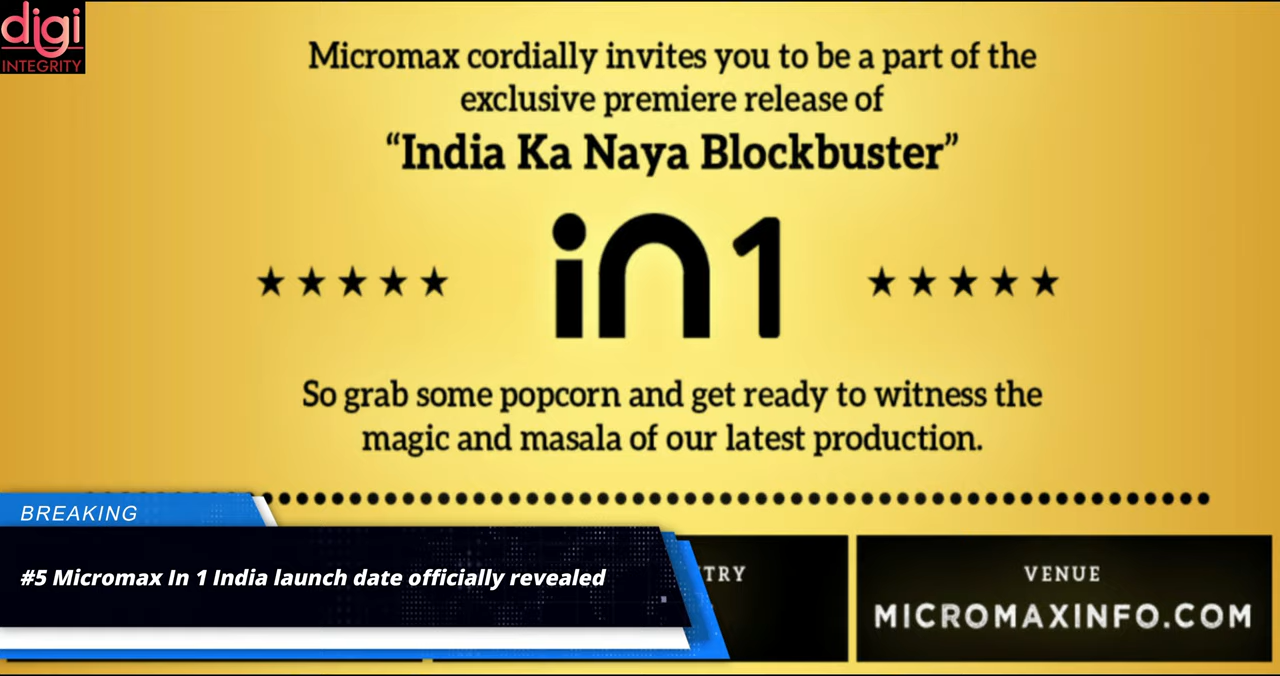 digi
INTEGRITY
Micromax cordially invites you to be a part of the
exclusive premiere release of
“India Ka Naya Blockbuster”
in 1
So grab some popcorn and get ready to witness the
magic and masala of our latest production.
BREAKING
#5 Micromax In 1 India launch date officially revealed
TRY
VENUE
MICROMAXINFO.COM